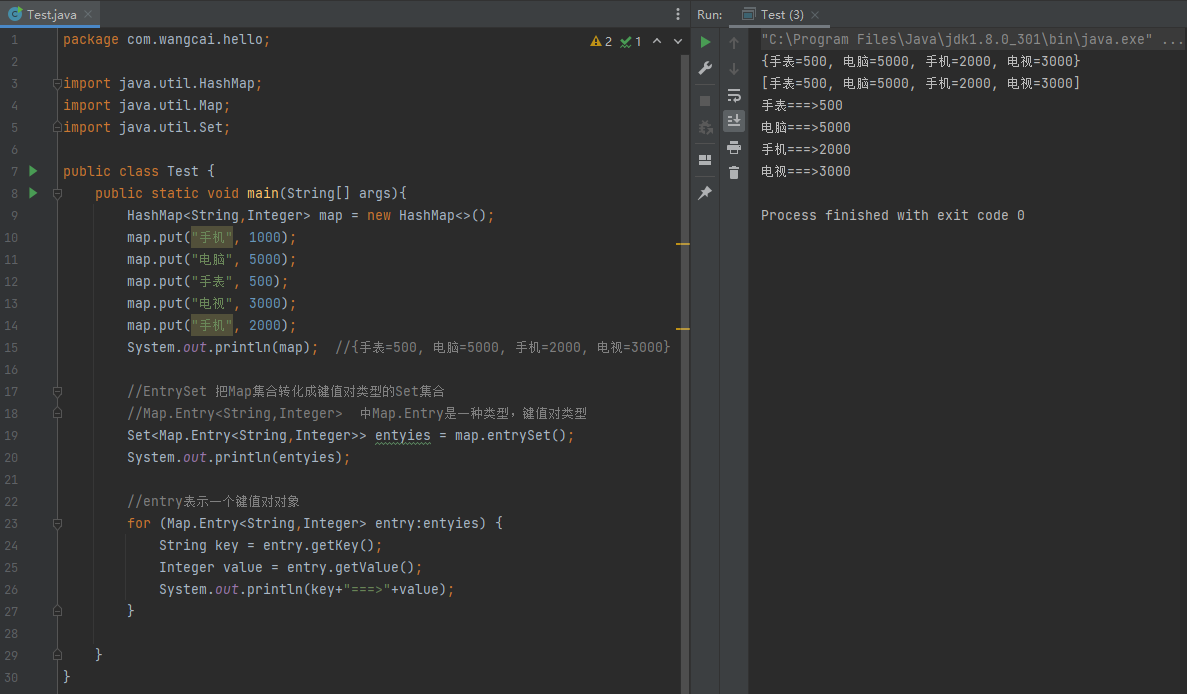 Test.java
2 1
1 package com.wangcai.hello;
2
3 import java.util.HashMap;
4 import java.util.Map;
5 import java.util.Set;
6
7 public class Test {
8 public static void main(String[] args){
9 HashMap<String,Integer> map = new HashMap<>();
10 map.put("手机", 1000);
11 map.put("电脑", 5000);
12 map.put("手表", 500);
13 map.put("电视", 3000);
14 map.put("手机", 2000);
15 System.out.println(map); //{手表=500, 电脑=5000, 手机=2000, 电视=3000}
16
17 //EntrySet 把Map集合转化成键值对类型的Set集合
18 //Map.Entry<String,Integer> 中Map.Entry是一种类型，键值对类型
19 Set<Map.Entry<String,Integer>> entyies = map.entrySet();
20 System.out.println(entyies);
21
22 //entry表示一个键值对对象
23 for (Map.Entry<String,Integer> entry:entyies) {
24 String key = entry.getKey();
25 Integer value = entry.getValue();
26 System.out.println(key+"===>"+value);
27 }
28
29 }
30 }
Run: Test (3)
"C:\Program Files\Java\jdk1.8.0_301\bin\java.exe" ...
{手表=500, 电脑=5000, 手机=2000, 电视=3000}
[手表=500, 电脑=5000, 手机=2000, 电视=3000]
手表===>500
电脑===>5000
手机===>2000
电视===>3000
Process finished with exit code 0